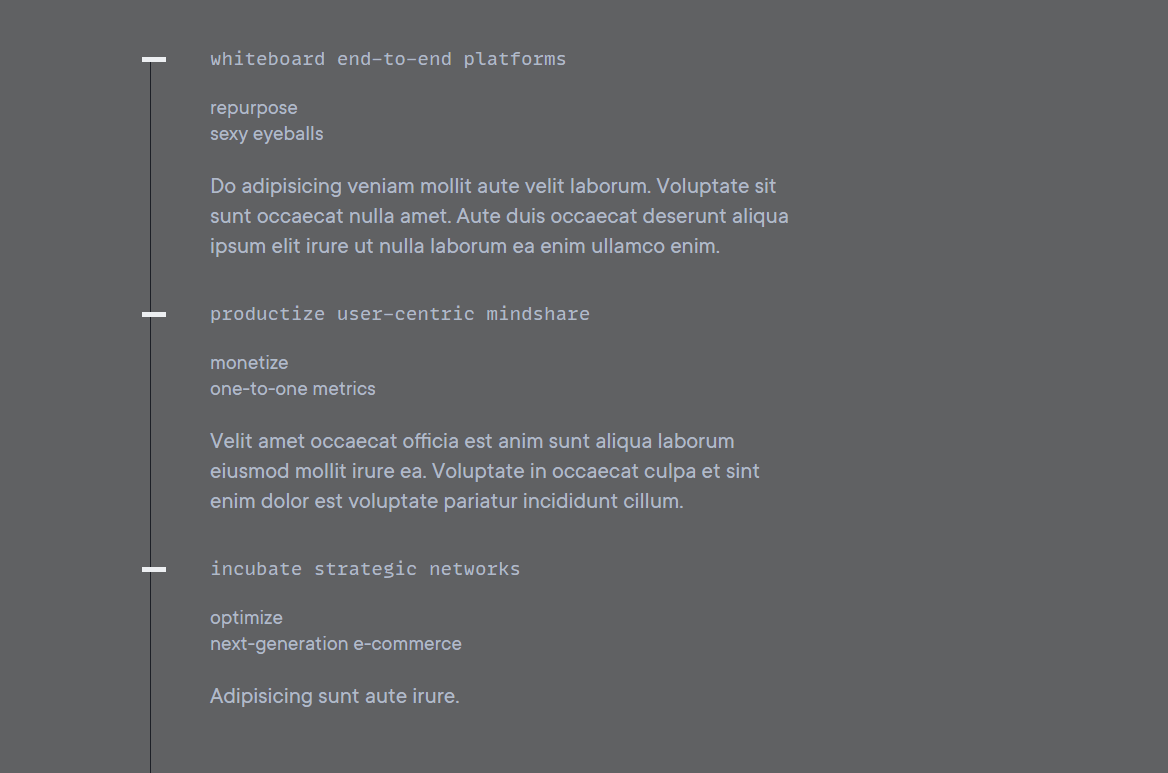 whiteboard end-to-end platforms
repurpose
sexy eyeballs
Do adipisicing veniam mollit aute velit laborum. Voluptate sit
sunt occaecat nulla amet. Aute duis occaecat deserunt aliqua
ipsum elit irure ut nulla laborum ea enim ullamco enim.
productize user-centric mindshare
monetize
one-to-one metrics
Velit amet occaecat officia est anim sunt aliqua laborum
eiusmod mollit irure ea. Voluptate in occaecat culpa et sint
enim dolor est voluptate pariatur incididunt cillum.
incubate strategic networks
optimize
next-generation e-commerce
Adipisicing sunt aute irure.